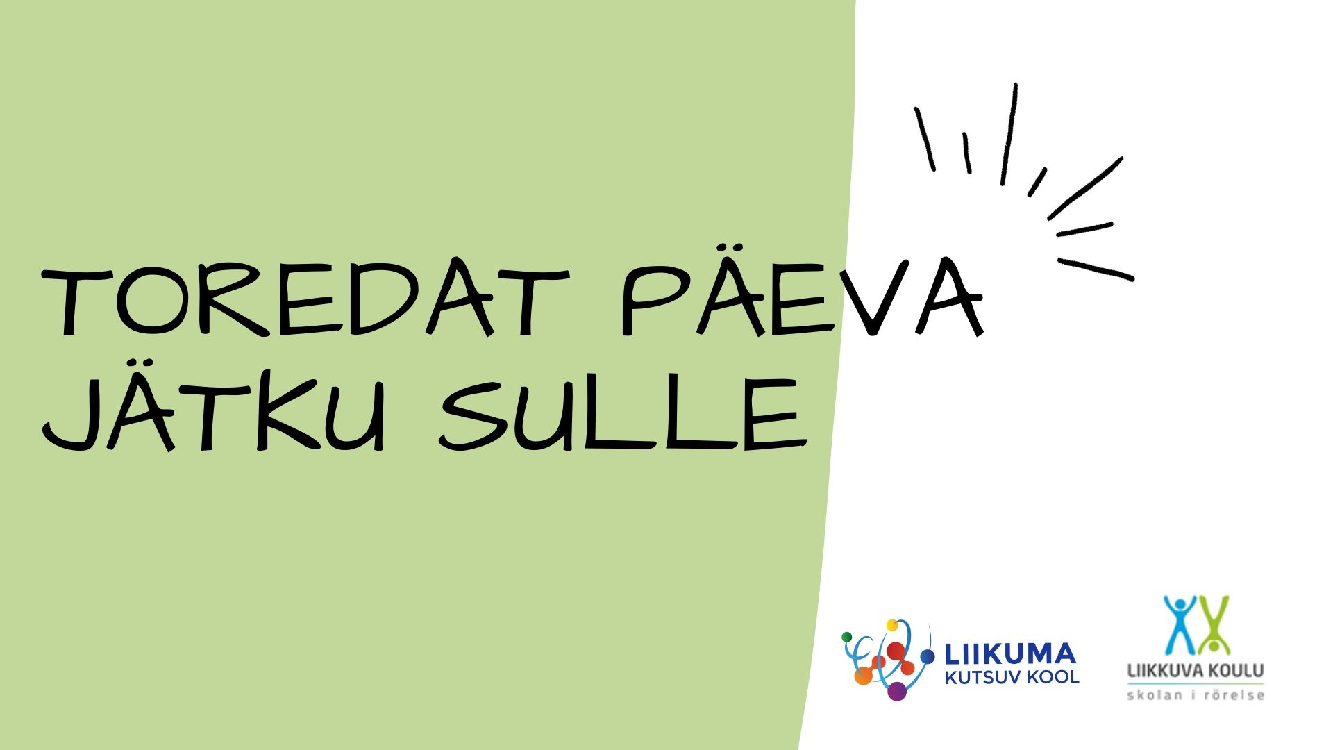 TOREDAT PÄEVA
JÄTKU SULLE
LIIKUMA
KUTSUV KOOL
LIIKKUVA KOULU
skolan i rörelse